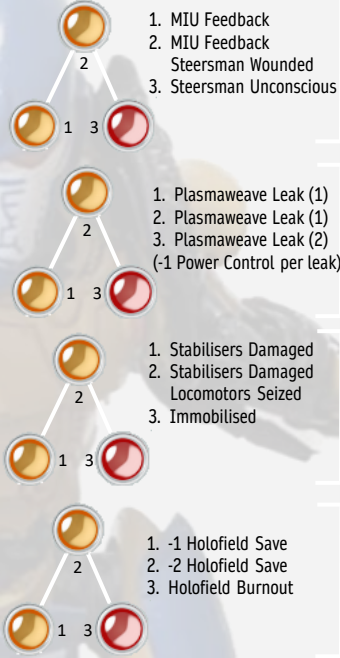 1. MIU Feedback
2. MIU Feedback
Steersman Wounded
3. Steersman Unconscious
2
1 3
1. Plasmaweave Leak (1)
2. Plasmaweave Leak (1)
3. Plasmaweave Leak (2)
(-1 Power Control per leak)
2
1 3
1. Stabilisers Damaged
2. Stabilisers Damaged
Locomotors Seized
3. Immobilised
2
1 3
1. -1 Holofield Save
2. -2 Holofield Save
3. Holofield Burnout
2
1 3